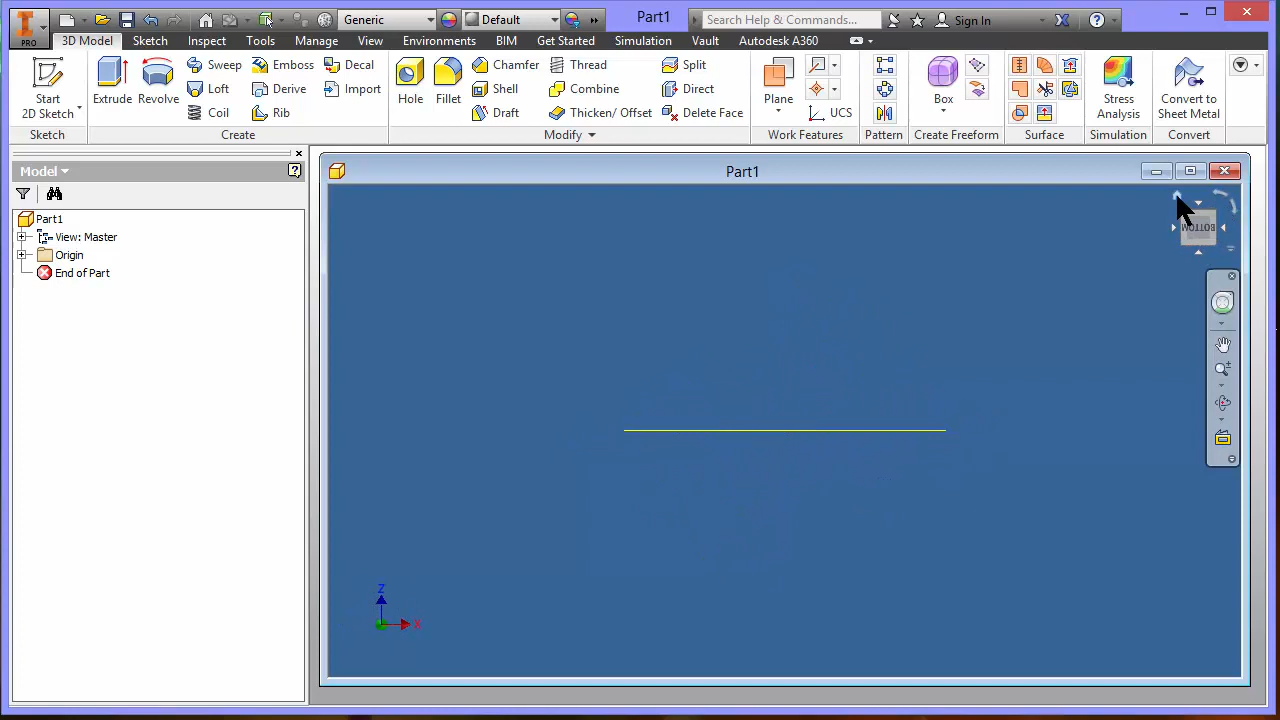 PRO
Generic
Default
Part1
Search Help & Commands...
Sign In
3D Model
Sketch
Inspect
Tools
Manage
View
Environments
BIM
Get Started
Simulation
Vault
Autodesk A360
Start
2D Sketch
Sketch
Extrude
Revolve
Sweep
Loft
Coil
Emboss
Derive
Rib
Decal
Import
Create
Hole
Fillet
Chamfer
Shell
Draft
Thread
Combine
Thicken/ Offset
Split
Direct
Delete Face
Modify
Plane
UCS
Work Features
Pattern
Box
Create Freeform
Surface
Stress
Analysis
Simulation
Convert to
Sheet Metal
Convert
Model
Part1
View: Master
Origin
End of Part
Part1
BOTTOM
Z
X